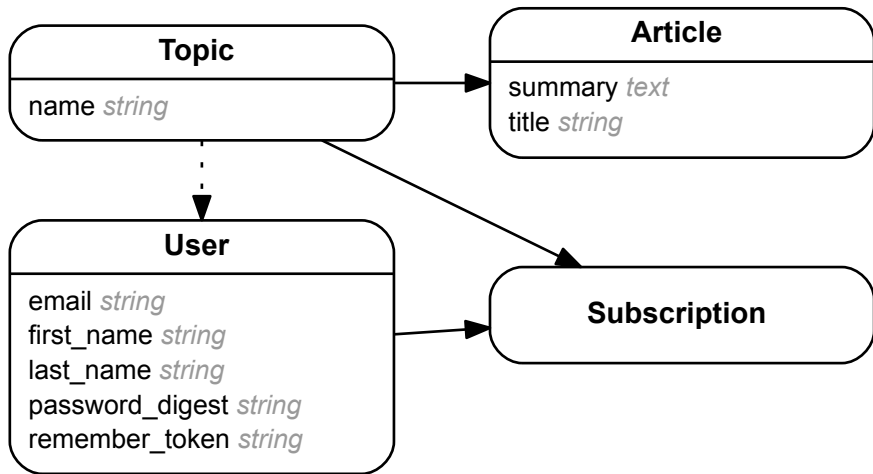 Topic
name string
Article
summary text
title string
User
email string
first_name string
last_name string
password_digest string
remember_token string
Subscription